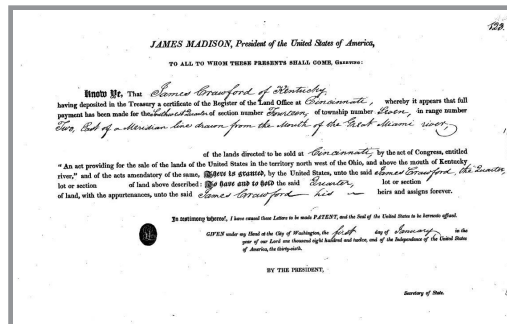 123
JAMES MADISON, President of the United States of America,
TO ALL TO WHOM THESE PRESENTS SHALL COME, GREETING:
Know Ye, That James Crawford of Kentucky
having deposited in the Treasury a certificate of the Register of the Land Office at Cincinnati, whereby it appears that full
payment has been made for the Quarter of section number Fourteen, of township number Seven, in range number
Two, East of a Meridian line drawn from the Mouth of the Great Miami river,
of the lands directed to be sold at Cincinnati, by the act of Congress, entitled
“An act providing for the sale of the lands of the United States in the territory north west of the Ohio, and above the mouth of Kentucky
river,” and of the acts amendatory of the same, There is granted, by the United States, unto the said James Crawford, the Quarter,
lot or section of land above described: To have and to hold the said Quarter, lot or section
of land, with the appurtenances, unto the said James Crawford his heirs and assigns forever.
In testimony whereof, I have caused these Letters to be made PATENT, and the Seal of the United States to be hereunto affixed.
GIVEN under my Hand at the City of Washington, the first day of January in the
year of our Lord one thousand eight hundred and twelve, and of the Independence of the United States
of America, the thirty-sixth.
BY THE PRESIDENT,
Secretary of State.